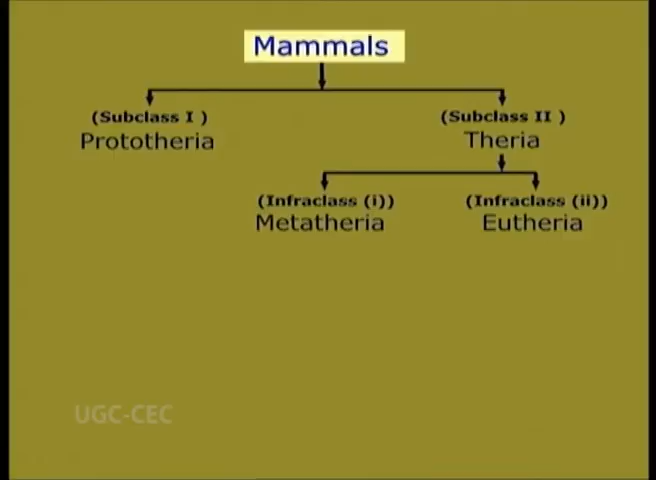 Mammals
(Subclass I )
Prototheria
(Subclass II )
Theria
(Infraclass (i))
Metatheria
(Infraclass (ii))
Eutheria
UGC-CEC